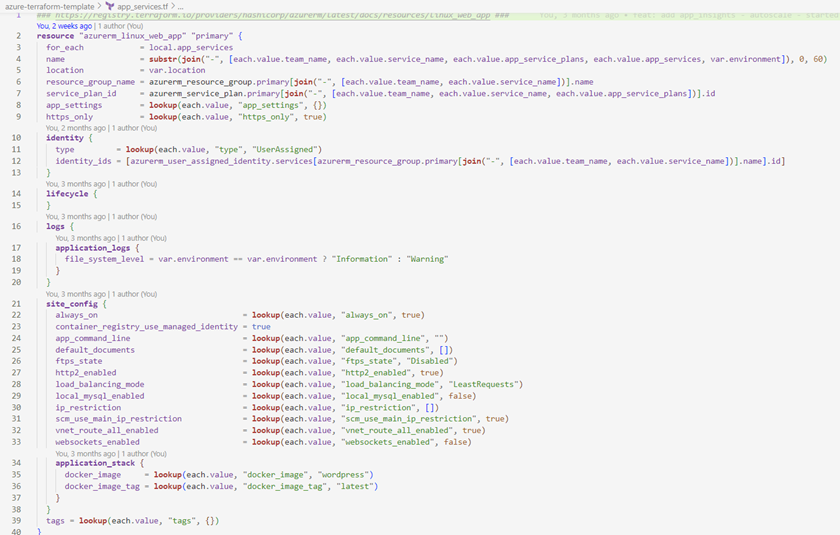 azure-terraform-template > app_services.tf > ...
1 ### https://registry.terraform.io/providers/hashicorp/azurerm/latest/docs/resources/linux_web_app ### You, 3 months ago • feat: add app_insights - autoscale - started
You, 2 weeks ago | 1 author (You)
2 resource "azurerm_linux_web_app" "primary" {
3 for_each = local.app_services
4 name = substr(join("-", [each.value.team_name, each.value.service_name, each.value.app_service_plans, each.value.app_services, var.environment]), 0, 60)
5 location = var.location
6 resource_group_name = azurerm_resource_group.primary[join("-", [each.value.team_name, each.value.service_name])].name
7 service_plan_id = azurerm_service_plan.primary[join("-", [each.value.team_name, each.value.service_name, each.value.app_service_plans])].id
8 app_settings = lookup(each.value, "app_settings", {})
9 https_only = lookup(each.value, "https_only", true)
You, 2 months ago | 1 author (You)
10 identity {
11 type = lookup(each.value, "type", "UserAssigned")
12 identity_ids = [azurerm_user_assigned_identity.services[azurerm_resource_group.primary[join("-", [each.value.team_name, each.value.service_name])].name].id]
13 }
You, 3 months ago | 1 author (You)
14 lifecycle {
15 }
You, 3 months ago | 1 author (You)
16 logs {
You, 3 months ago | 1 author (You)
17 application_logs {
18 file_system_level = var.environment == var.environment ? "Information" : "Warning"
19 }
20 }
You, 3 months ago | 1 author (You)
21 site_config {
22 always_on = lookup(each.value, "always_on", true)
23 container_registry_use_managed_identity = true
24 app_command_line = lookup(each.value, "app_command_line", "")
25 default_documents = lookup(each.value, "default_documents", [])
26 ftps_state = lookup(each.value, "ftps_state", "Disabled")
27 http2_enabled = lookup(each.value, "http2_enabled", true)
28 load_balancing_mode = lookup(each.value, "load_balancing_mode", "LeastRequests")
29 local_mysql_enabled = lookup(each.value, "local_mysql_enabled", false)
30 ip_restriction = lookup(each.value, "ip_restriction", [])
31 scm_use_main_ip_restriction = lookup(each.value, "scm_use_main_ip_restriction", true)
32 vnet_route_all_enabled = lookup(each.value, "vnet_route_all_enabled", true)
33 websockets_enabled = lookup(each.value, "websockets_enabled", false)
You, 3 months ago | 1 author (You)
34 application_stack {
35 docker_image = lookup(each.value, "docker_image", "wordpress")
36 docker_image_tag = lookup(each.value, "docker_image_tag", "latest")
37 }
38 }
39 tags = lookup(each.value, "tags", {})
40 }